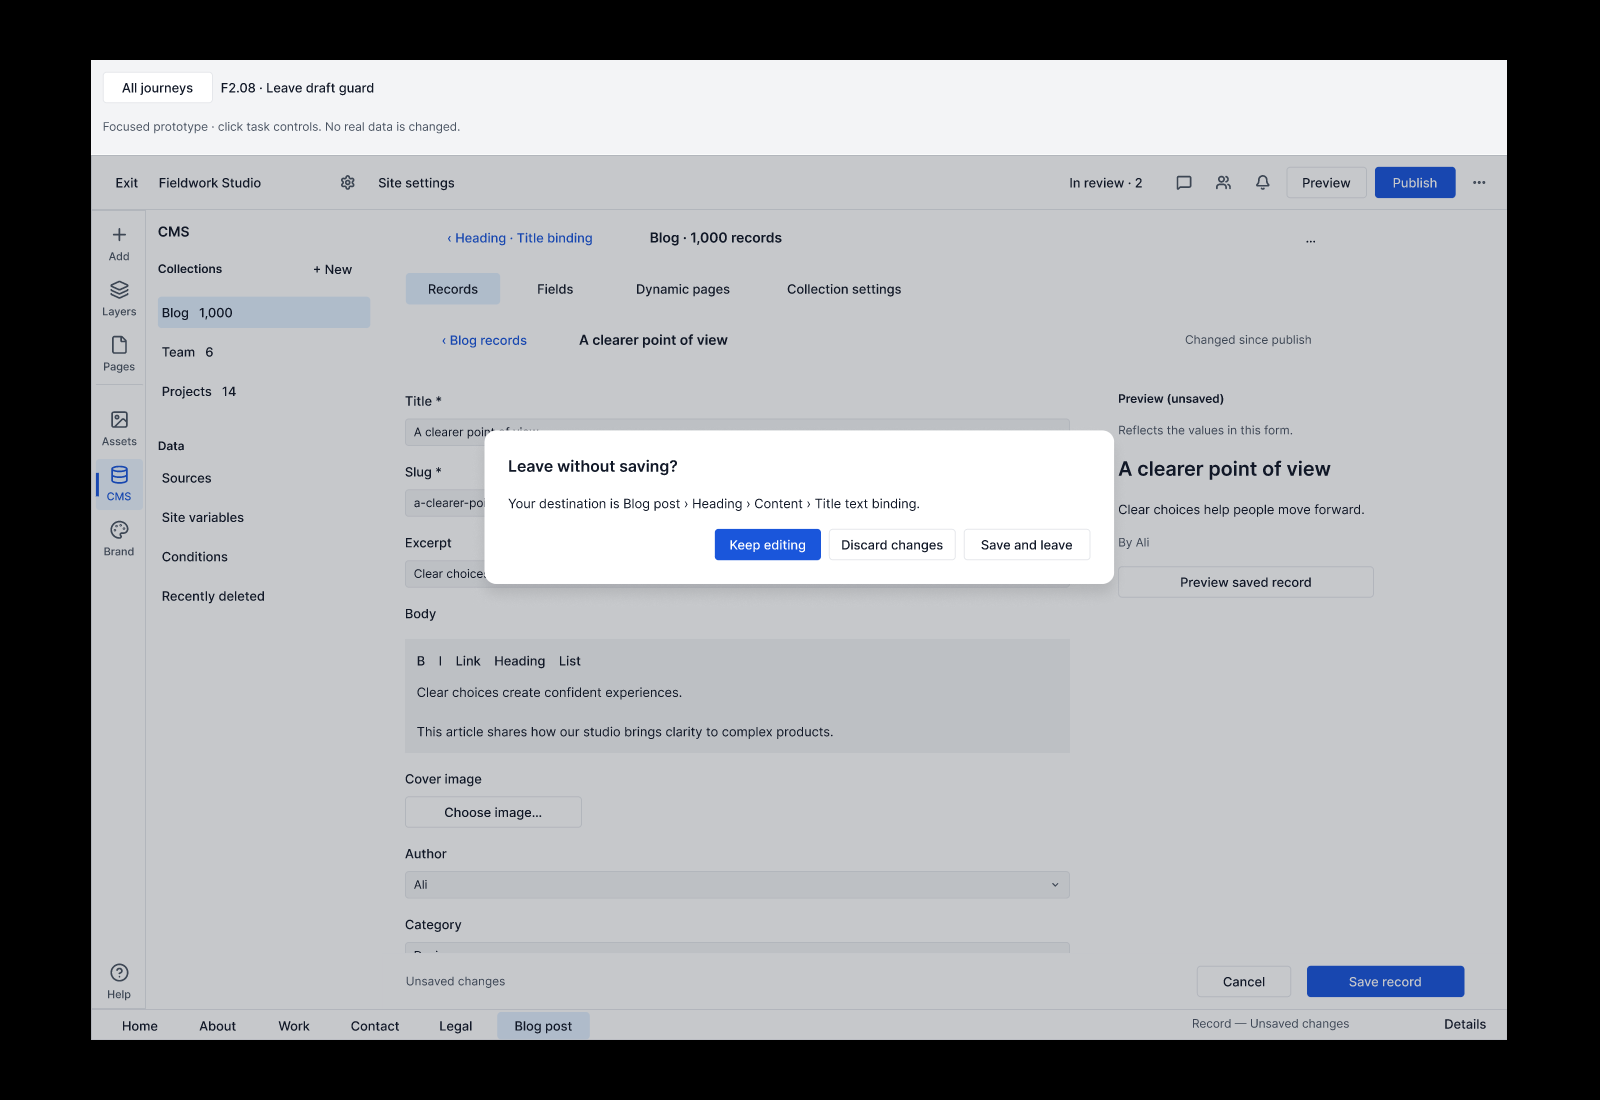 All journeys
F2.08 · Leave draft guard
Focused prototype · click task controls. No real data is changed.
Exit
Fieldwork Studio
Site settings
In review · 2
Preview
Publish
Add
Layers
Pages
Assets
CMS
Brand
Help
CMS
Collections
+ New
Blog 1,000
Team 6
Projects 14
Data
Sources
Site variables
Conditions
Recently deleted
‹ Heading · Title binding
Blog · 1,000 records
...
Records
Fields
Dynamic pages
Collection settings
‹ Blog records
A clearer point of view
Changed since publish
Title *
A clearer point of view
Slug *
a-clearer-poi
Excerpt
Clear choices
Leave without saving?
Your destination is Blog post › Heading › Content › Title text binding.
Keep editing
Discard changes
Save and leave
Body
B I Link Heading List
Clear choices create confident experiences.
This article shares how our studio brings clarity to complex products.
Cover image
Choose image...
Author
Ali
Category
Preview (unsaved)
Reflects the values in this form.
A clearer point of view
Clear choices help people move forward.
By Ali
Preview saved record
Unsaved changes
Cancel
Save record
Home
About
Work
Contact
Legal
Blog post
Record — Unsaved changes
Details